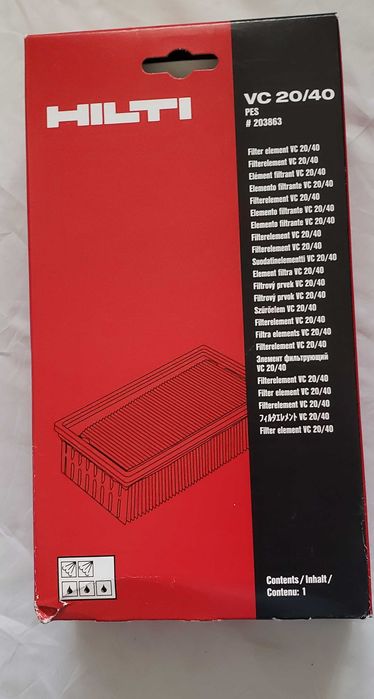 HILTI
VC 20/40
PES
# 203863
Filter element VC 20/40
Filterelement VC 20/40
Elément filtrant VC 20/40
Elemento filtrante VC 20/40
Filterelement VC 20/40
Elemento filtrante VC 20/40
Elemento filtrante VC 20/40
Filterelement VC 20/40
Filterelement VC 20/40
Suodatinelementti VC 20/40
Element filtra VC 20/40
Filtrový prvek VC 20/40
Filtrový prvok VC 20/40
Szűrőelem VC 20/40
Filterelement VC 20/40
Filtra elements VC 20/40
Filterelement VC 20/40
Элемент фильтрующий
VC 20/40
Filterelement VC 20/40
Filter element VC 20/40
Filterelement VC 20/40
フィルタエレメント VC 20/40
Filter element VC 20/40
Contents / Inhalt /
Contenu: 1